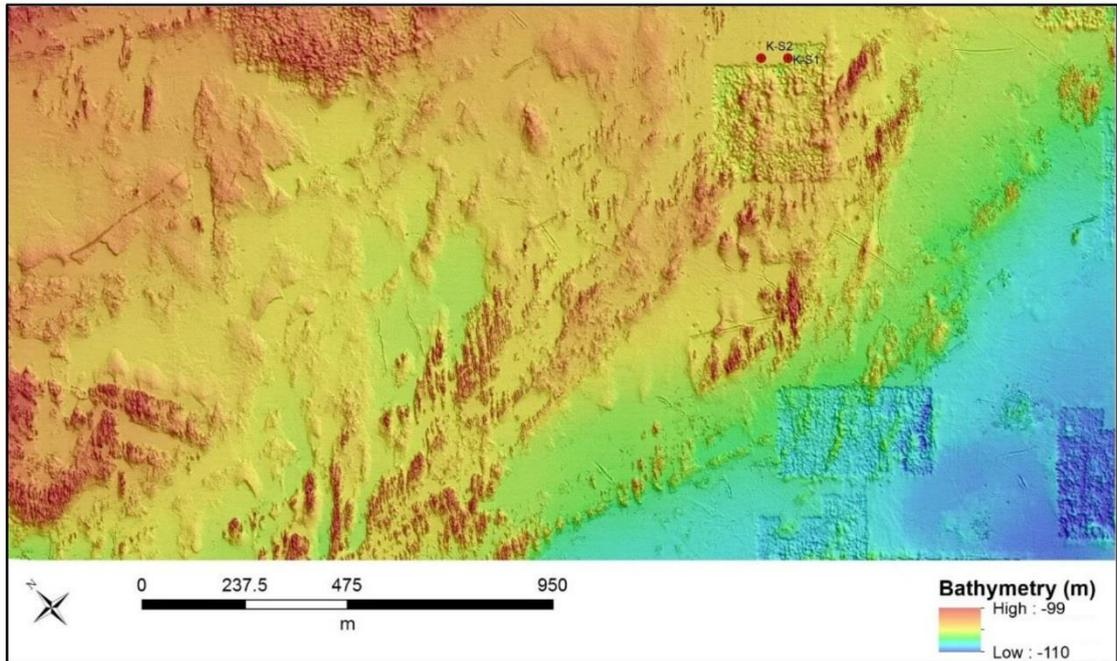 K-S2
K-S1
N
0 237.5 475 950
m
Bathymetry (m)
High : -99
Low : -110